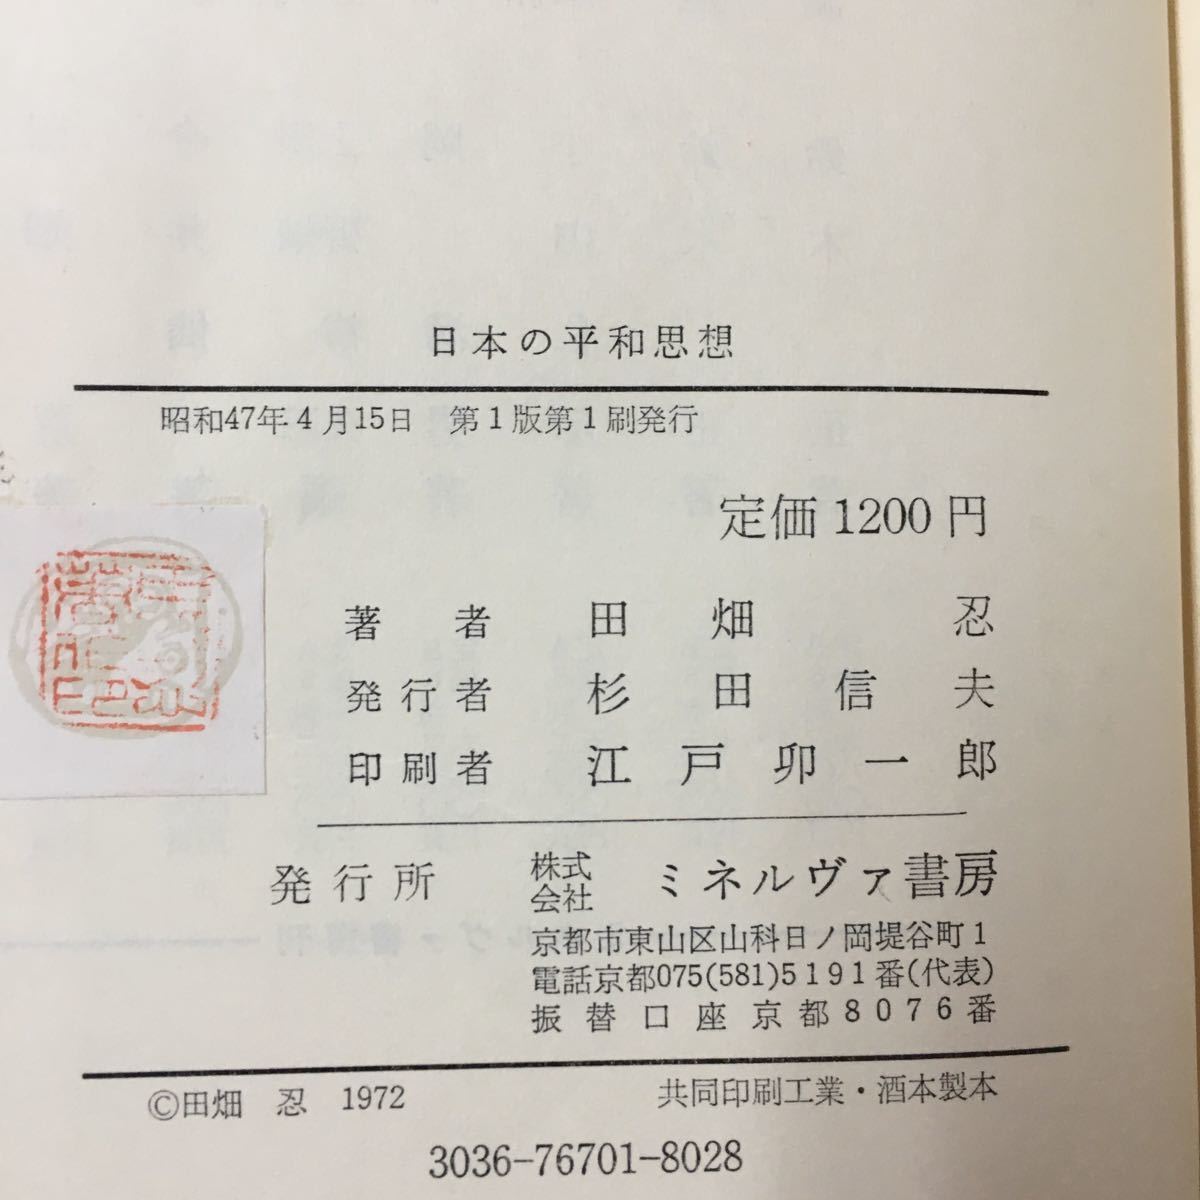 日本の平和思想
昭和47年4月15日 第1版第1刷発行
定価1200円
著者 田畑 忍
発行者 杉田信夫
印刷者 江戸卯一郎
発行所 株式会社 ミネルヴァ書房
京都市東山区山科日ノ岡堤谷町1
電話京都075(581)5191番(代表)
振替口座京都8076番
©田畑 忍 1972 共同印刷工業・酒本製本
3036-76701-8028